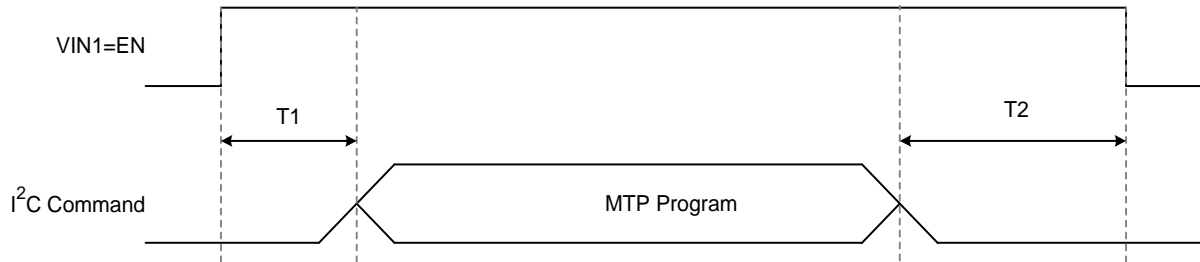 VIN1=EN
T1
T2
I²C Command
MTP Program